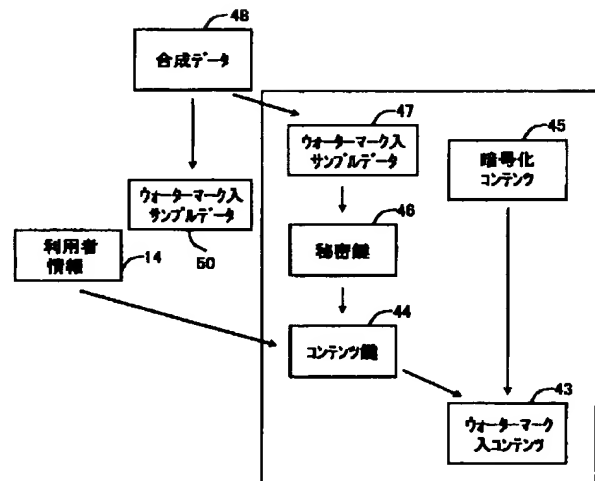 48
合成データ
47
ウォーターマーク入
サンプルデータ
45
暗号化
コンテンツ
ウォーターマーク入
サンプルデータ
50
46
秘密鍵
利用者
情報
14
44
コンテンツ鍵
43
ウォーターマーク
入コンテンツ